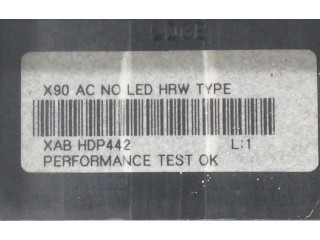 X90 AC NO LED HRW TYPE
XAB HDP442 L:1
PERFORMANCE TEST OK